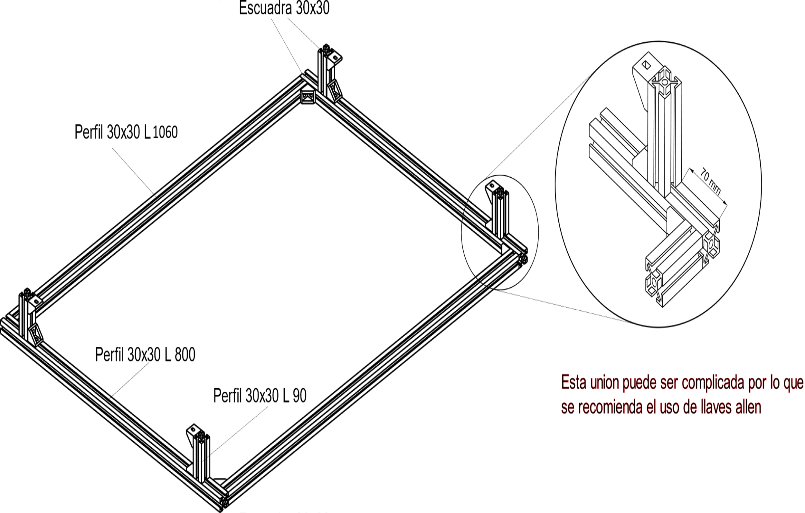 Escuadra 30x30
Perfil 30x30 L 1060
70 mm
Perfil 30x30 L 800
Perfil 30x30 L 90
Esta union puede ser complicada por lo que
se recomienda el uso de llaves allen